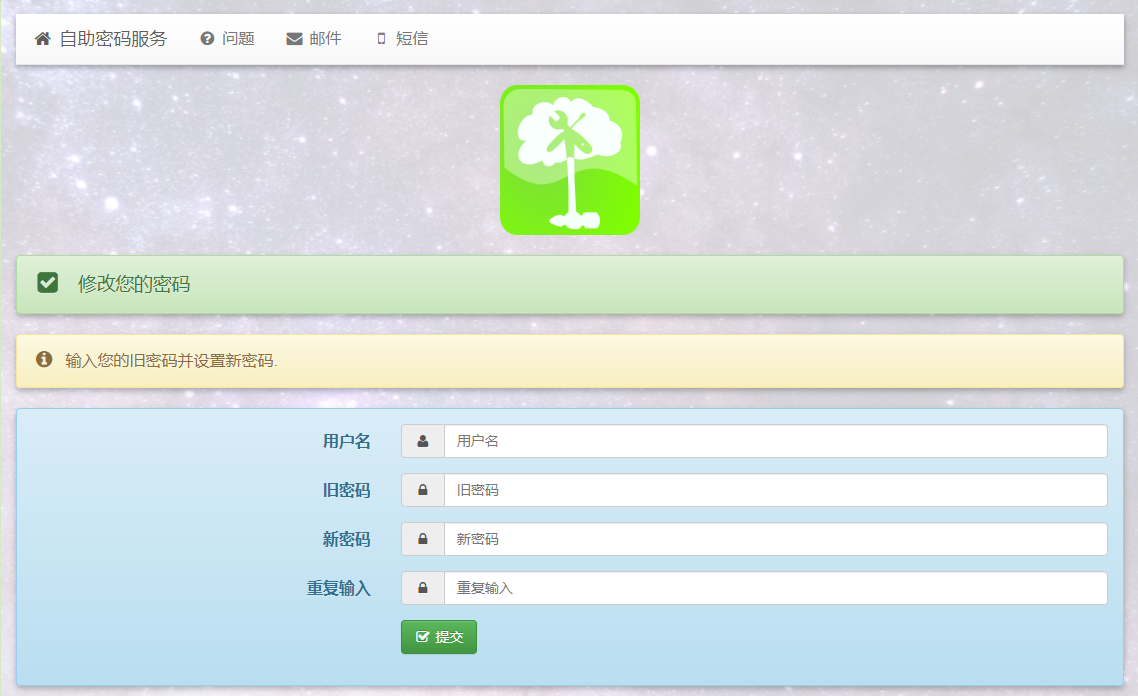 自助密码服务 问题 邮件 短信
修改您的密码
输入您的旧密码并设置新密码.
用户名 用户名
旧密码 旧密码
新密码 新密码
重复输入 重复输入
提交